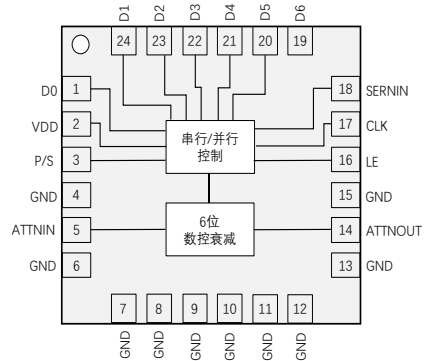 D1 D2 D3 D4 D5 D6
24 23 22 21 20 19
D0 1 18 SERNIN
VDD 2 17 CLK
串行/并行
控制
P/S 3 16 LE
GND 4 15 GND
6位
数控衰减
ATTNIN 5 14 ATTNOUT
GND 6 13 GND
7 8 9 10 11 12
GND GND GND GND GND GND